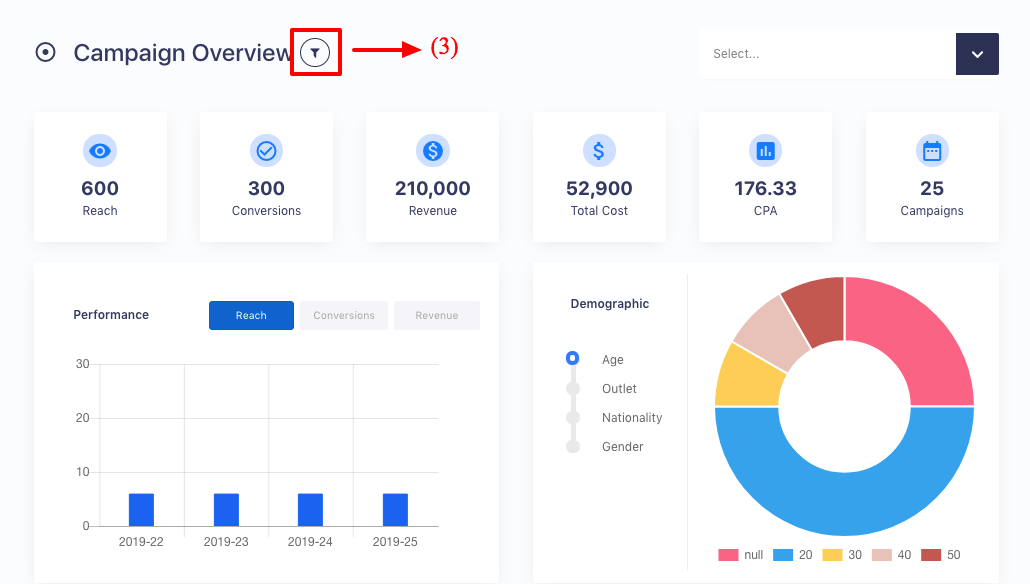 Campaign Overview
(3)
Select...
600
Reach
300
Conversions
210,000
Revenue
52,900
Total Cost
176.33
CPA
25
Campaigns
Performance
Reach
Conversions
Revenue
30
20
10
0
2019-22
2019-23
2019-24
2019-25
Demographic
Age
Outlet
Nationality
Gender
null
20
30
40
50